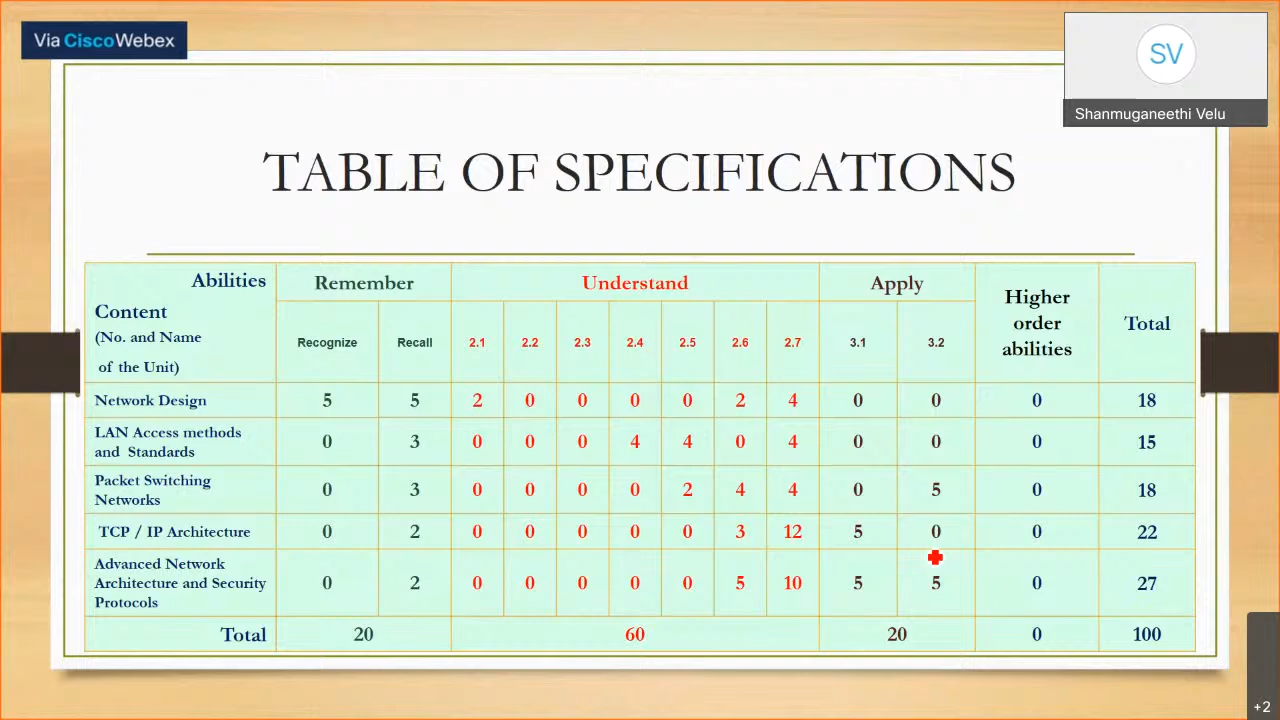 Via CiscoWebex
SV
Shanmuganeethi Velu
TABLE OF SPECIFICATIONS
Abilities Remember Understand Apply Higher order abilities Total
Content
(No. and Name
of the Unit)
Recognize Recall 2.1 2.2 2.3 2.4 2.5 2.6 2.7 3.1 3.2
Network Design 5 5 2 0 0 0 0 2 4 0 0 0 18
LAN Access methods
and Standards 0 3 0 0 0 4 4 0 4 0 0 0 15
Packet Switching
Networks 0 3 0 0 0 0 2 4 4 0 5 0 18
TCP / IP Architecture 0 2 0 0 0 0 0 3 12 5 0 0 22
Advanced Network
Architecture and Security
Protocols 0 2 0 0 0 0 0 5 10 5 5 0 27
Total 20 60 20 0 100
+2